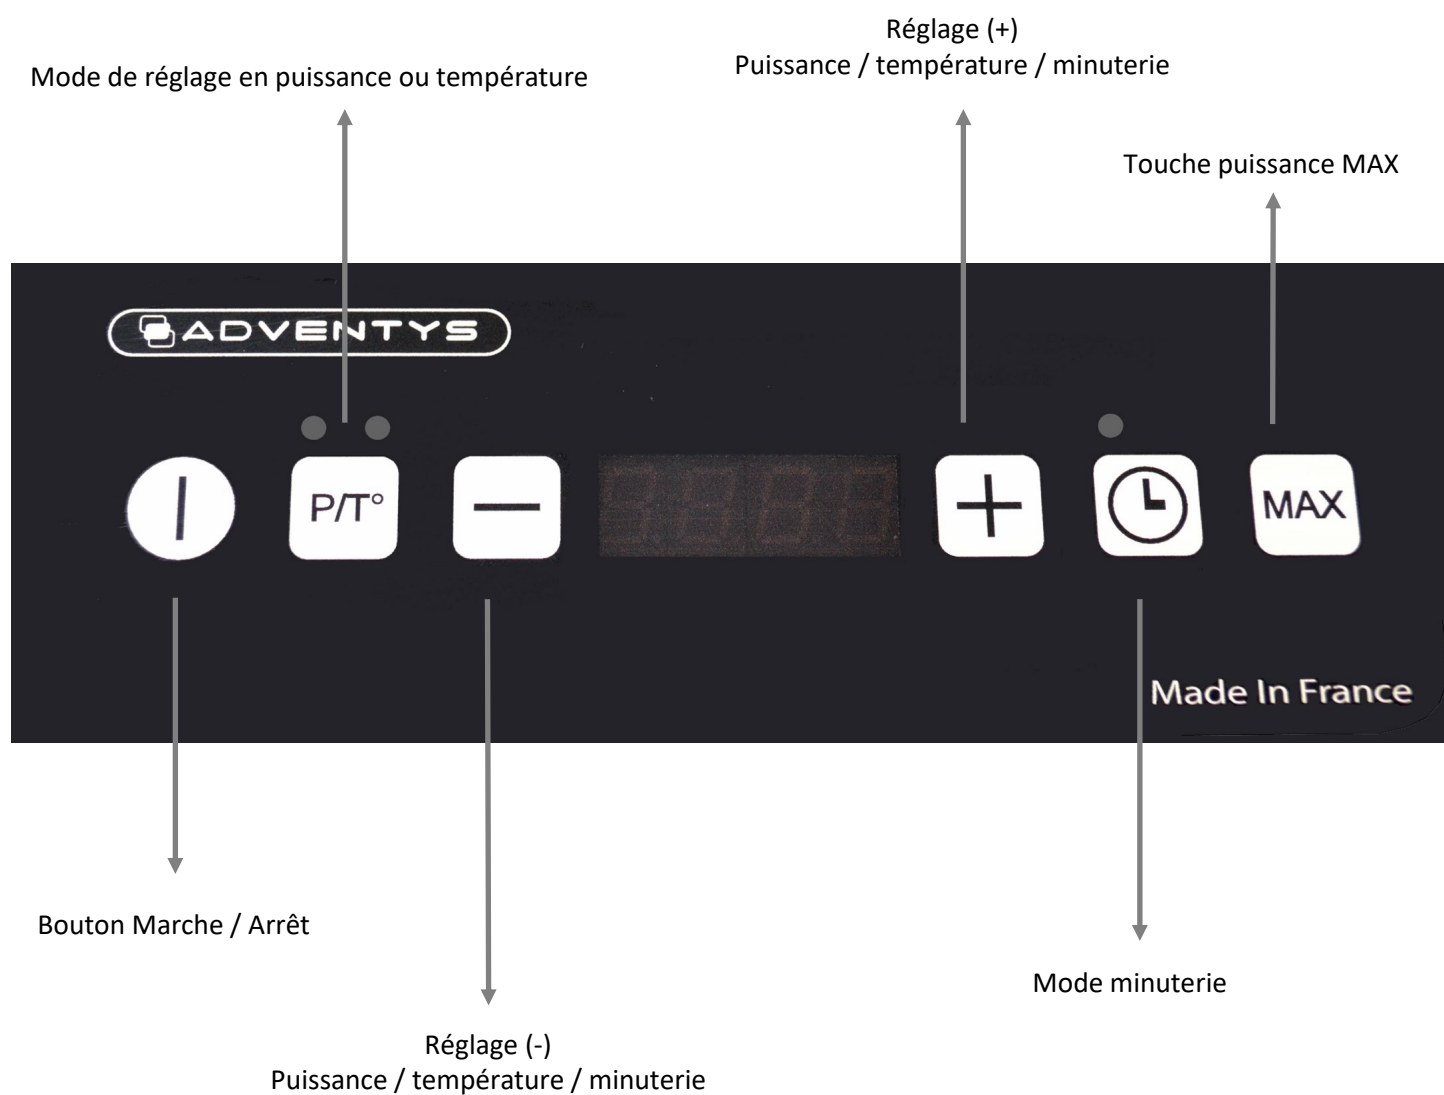 Réglage (+)
Puissance / température / minuterie
Mode de réglage en puissance ou température
Touche puissance MAX
ADVENTYS
P/T°
MAX
Made In France
Bouton Marche / Arrêt
Mode minuterie
Réglage (-)
Puissance / température / minuterie